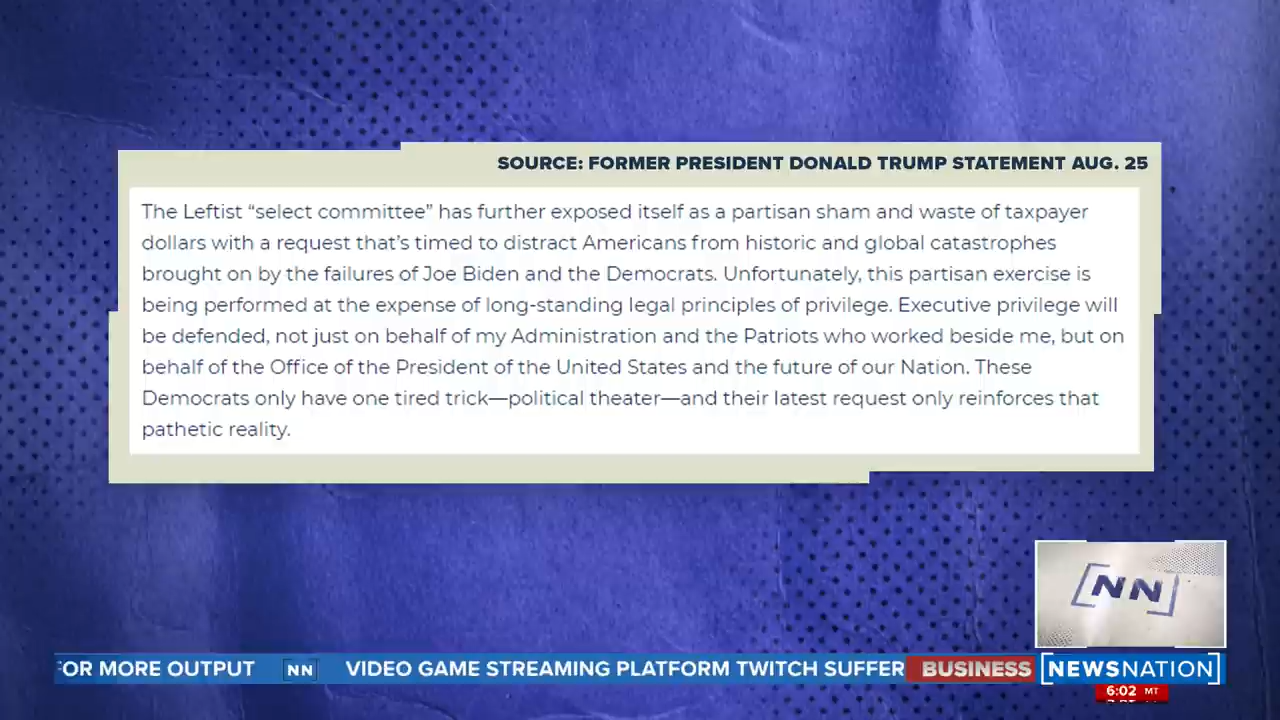 SOURCE: FORMER PRESIDENT DONALD TRUMP STATEMENT AUG. 25
The Leftist “select committee” has further exposed itself as a partisan sham and waste of taxpayer
dollars with a request that’s timed to distract Americans from historic and global catastrophes
brought on by the failures of Joe Biden and the Democrats. Unfortunately, this partisan exercise is
being performed at the expense of long-standing legal principles of privilege. Executive privilege will
be defended, not just on behalf of my Administration and the Patriots who worked beside me, but on
behalf of the Office of the President of the United States and the future of our Nation. These
Democrats only have one tired trick—political theater—and their latest request only reinforces that
pathetic reality.
[NN]
OR MORE OUTPUT NN VIDEO GAME STREAMING PLATFORM TWITCH SUFFER BUSINESS [NEWSNATION]
6:02 MT